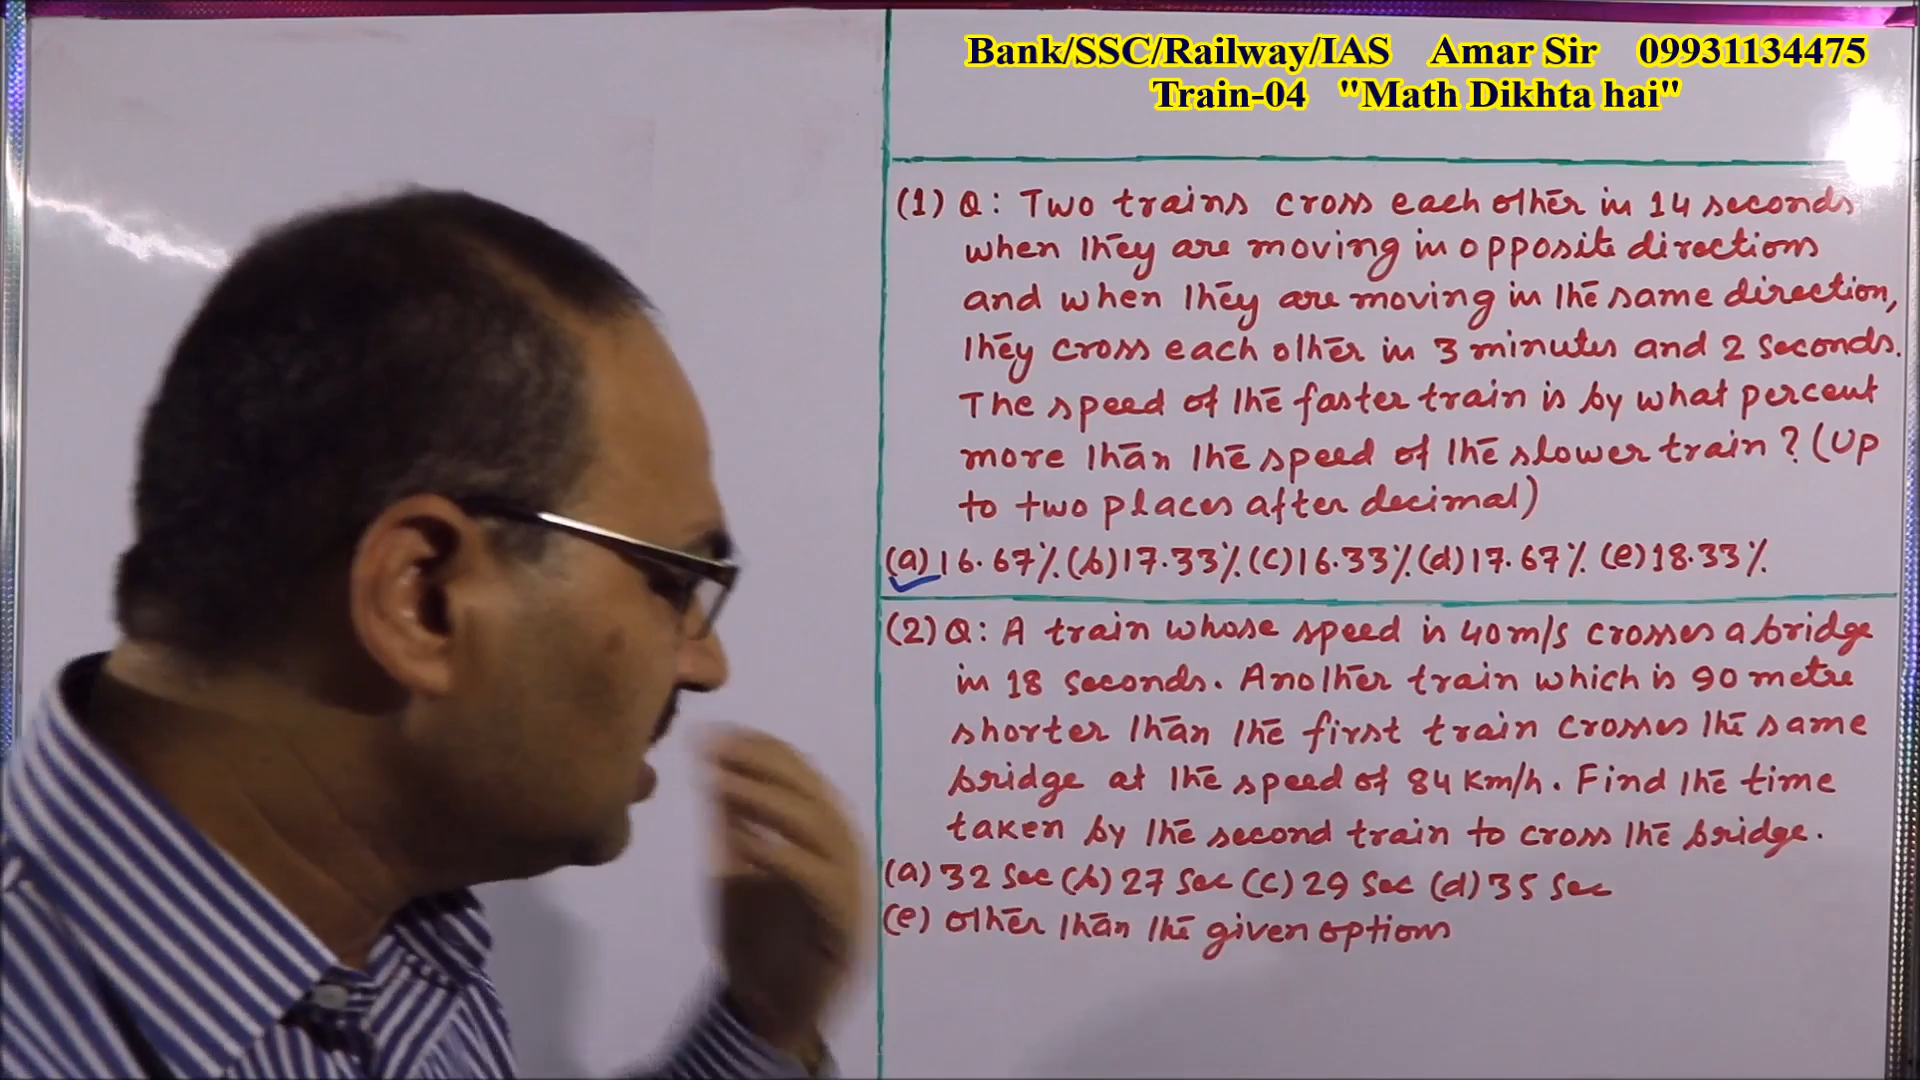 Bank/SSC/Railway/IAS Amar Sir 09931134475
Train-04 "Math Dikhta hai"
(1) Q: Two trains cross each other in 14 seconds
when they are moving in opposite directions
and when they are moving in the same direction,
they cross each other in 3 minutes and 2 seconds.
The speed of the faster train is by what percent
more than the speed of the slower train? (Up
to two places after decimal)
(a) 16.67% (b) 17.33% (c) 16.33% (d) 17.67% (e) 18.33%
(2) Q: A train whose speed is 40 m/s crosses a bridge
in 18 seconds. Another train which is 90 metre
shorter than the first train crosses the same
bridge at the speed of 84 Km/h. Find the time
taken by the second train to cross the bridge.
(a) 32 Sec (b) 27 Sec (c) 29 Sec (d) 35 Sec
(e) Other than the given options